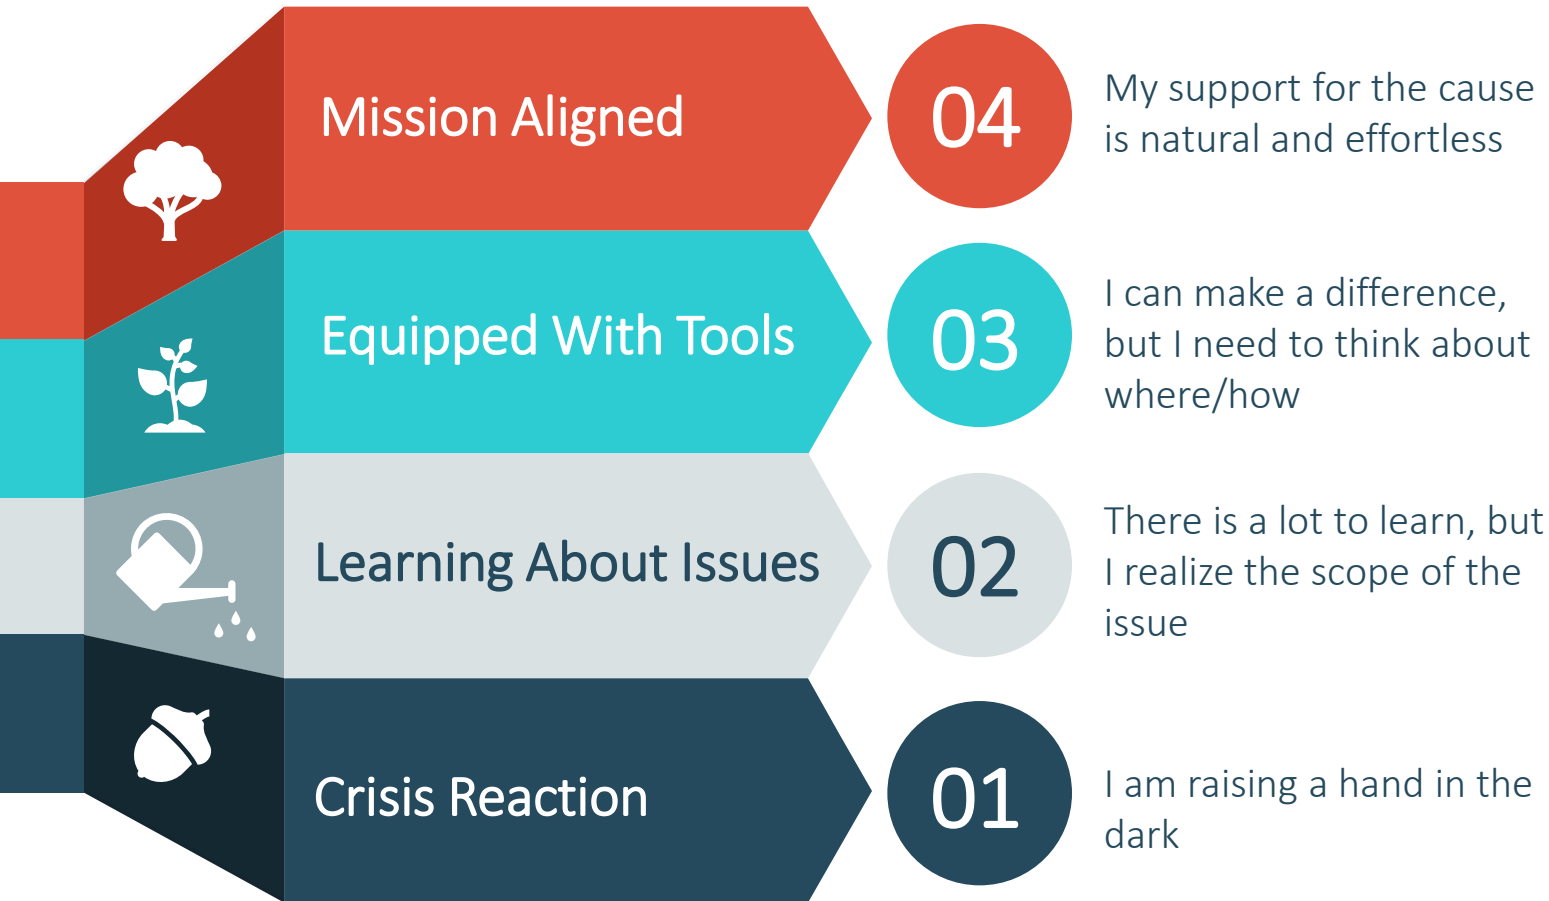 Mission Aligned
04
My support for the cause
is natural and effortless
Equipped With Tools
03
I can make a difference,
but I need to think about
where/how
Learning About Issues
02
There is a lot to learn, but
I realize the scope of the
issue
Crisis Reaction
01
I am raising a hand in the
dark